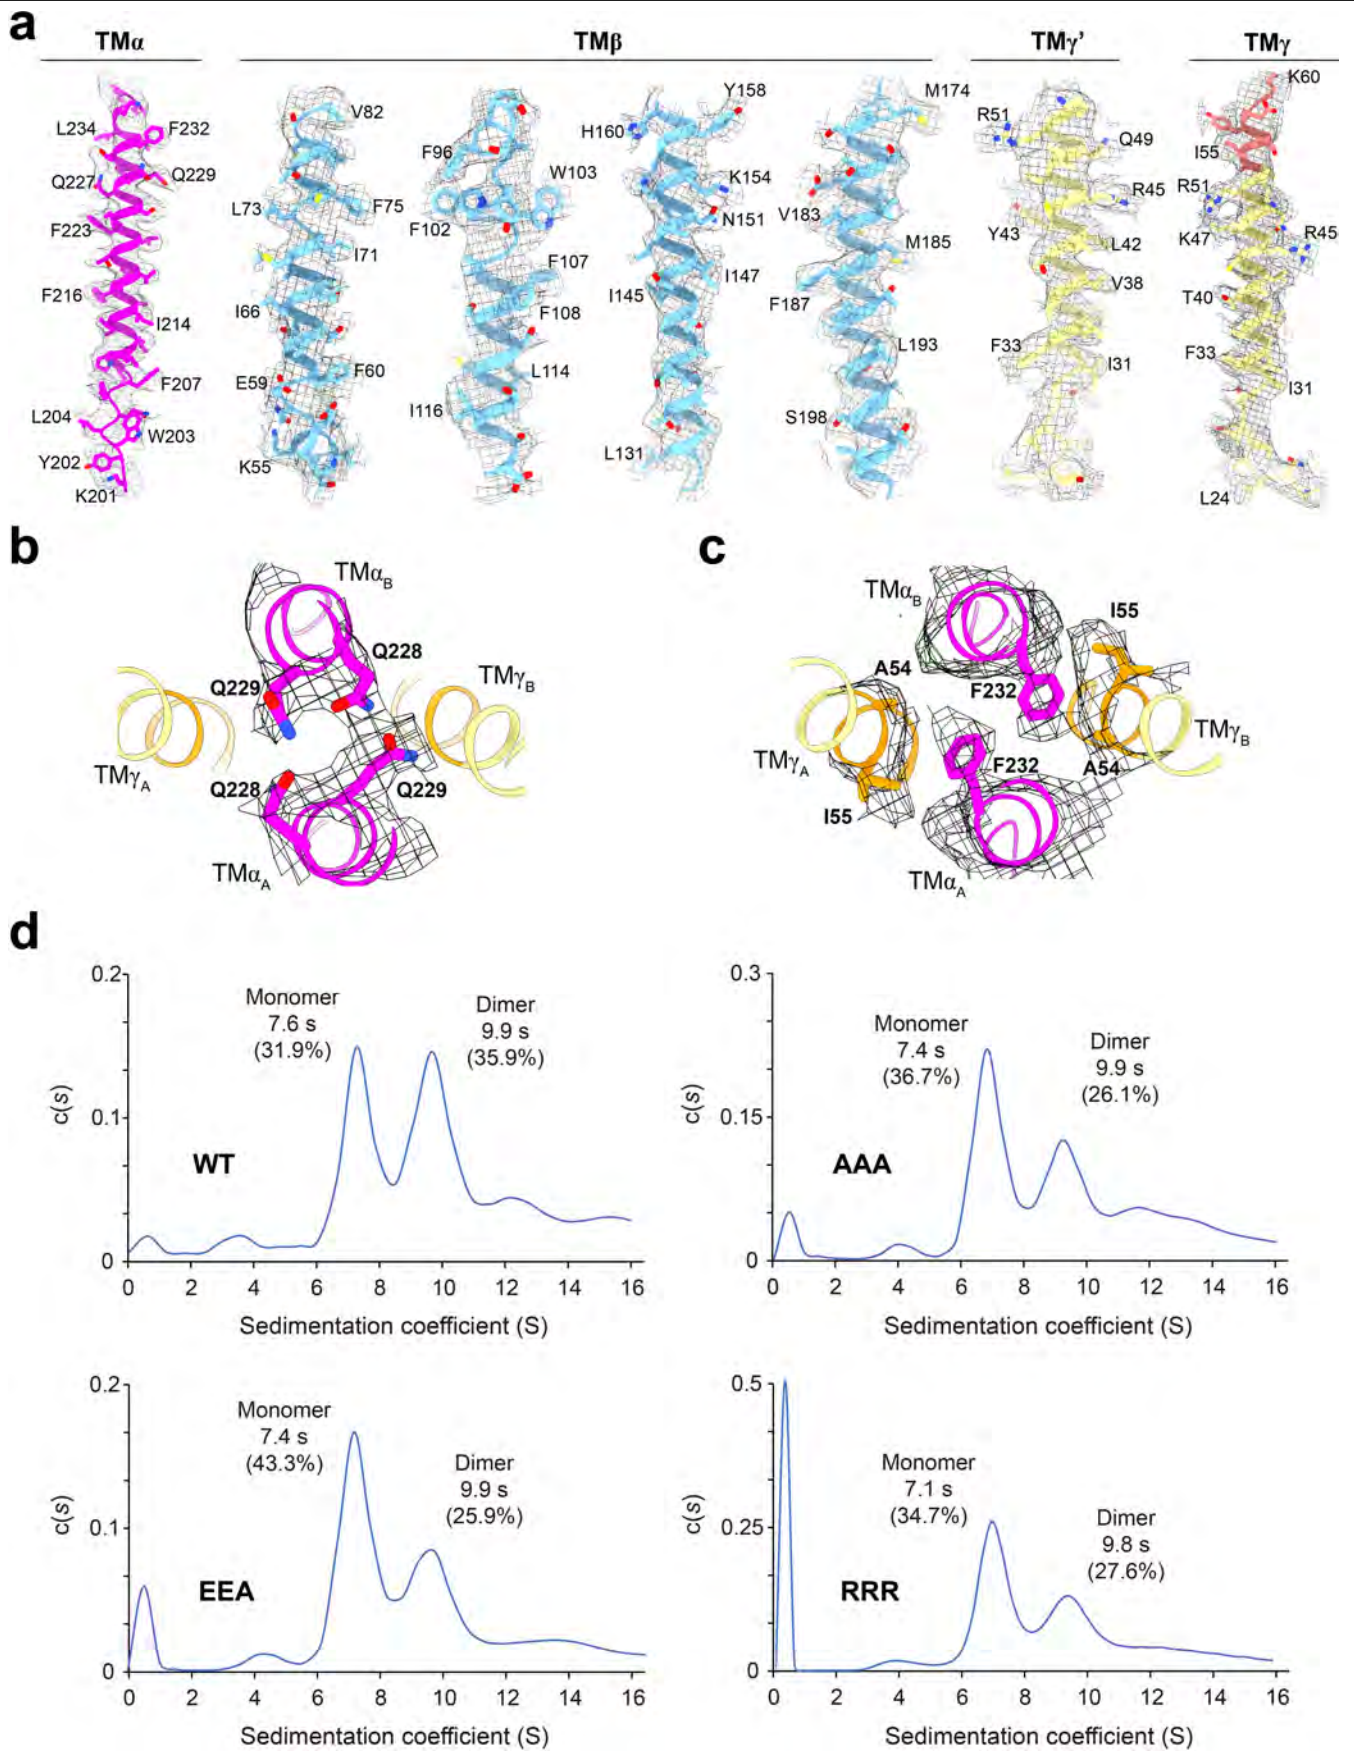 a
TMα
TMβ
TMγ’
TMγ
L234
F232
Q227
Q229
F223
F216
I214
F207
L204
W203
Y202
K201
V82
L73
F75
I71
I66
E59
F60
K55
F96
W103
F102
F107
F108
L114
I116
Y158
H160
K154
N151
I145
I147
L131
M174
V183
M185
F187
L193
S198
R51
Q49
R45
Y43
L42
V38
F33
I31
K60
I55
R51
R45
K47
T40
F33
I31
L24
b
TMαB
Q228
Q229
TMγB
TMγA
Q228
Q229
TMαA
c
TMαB
I55
A54
F232
TMγB
TMγA
F232
A54
I55
TMαA
d
0.2
0.1
0
c(s)
Monomer
7.6 s
(31.9%)
Dimer
9.9 s
(35.9%)
WT
0 2 4 6 8 10 12 14 16
Sedimentation coefficient (S)
0.3
0.15
0
c(s)
Monomer
7.4 s
(36.7%)
Dimer
9.9 s
(26.1%)
AAA
0 2 4 6 8 10 12 14 16
Sedimentation coefficient (S)
0.2
0.1
0
c(s)
Monomer
7.4 s
(43.3%)
Dimer
9.9 s
(25.9%)
EEA
0 2 4 6 8 10 12 14 16
Sedimentation coefficient (S)
0.5
0.25
0
c(s)
Monomer
7.1 s
(34.7%)
Dimer
9.8 s
(27.6%)
RRR
0 2 4 6 8 10 12 14 16
Sedimentation coefficient (S)